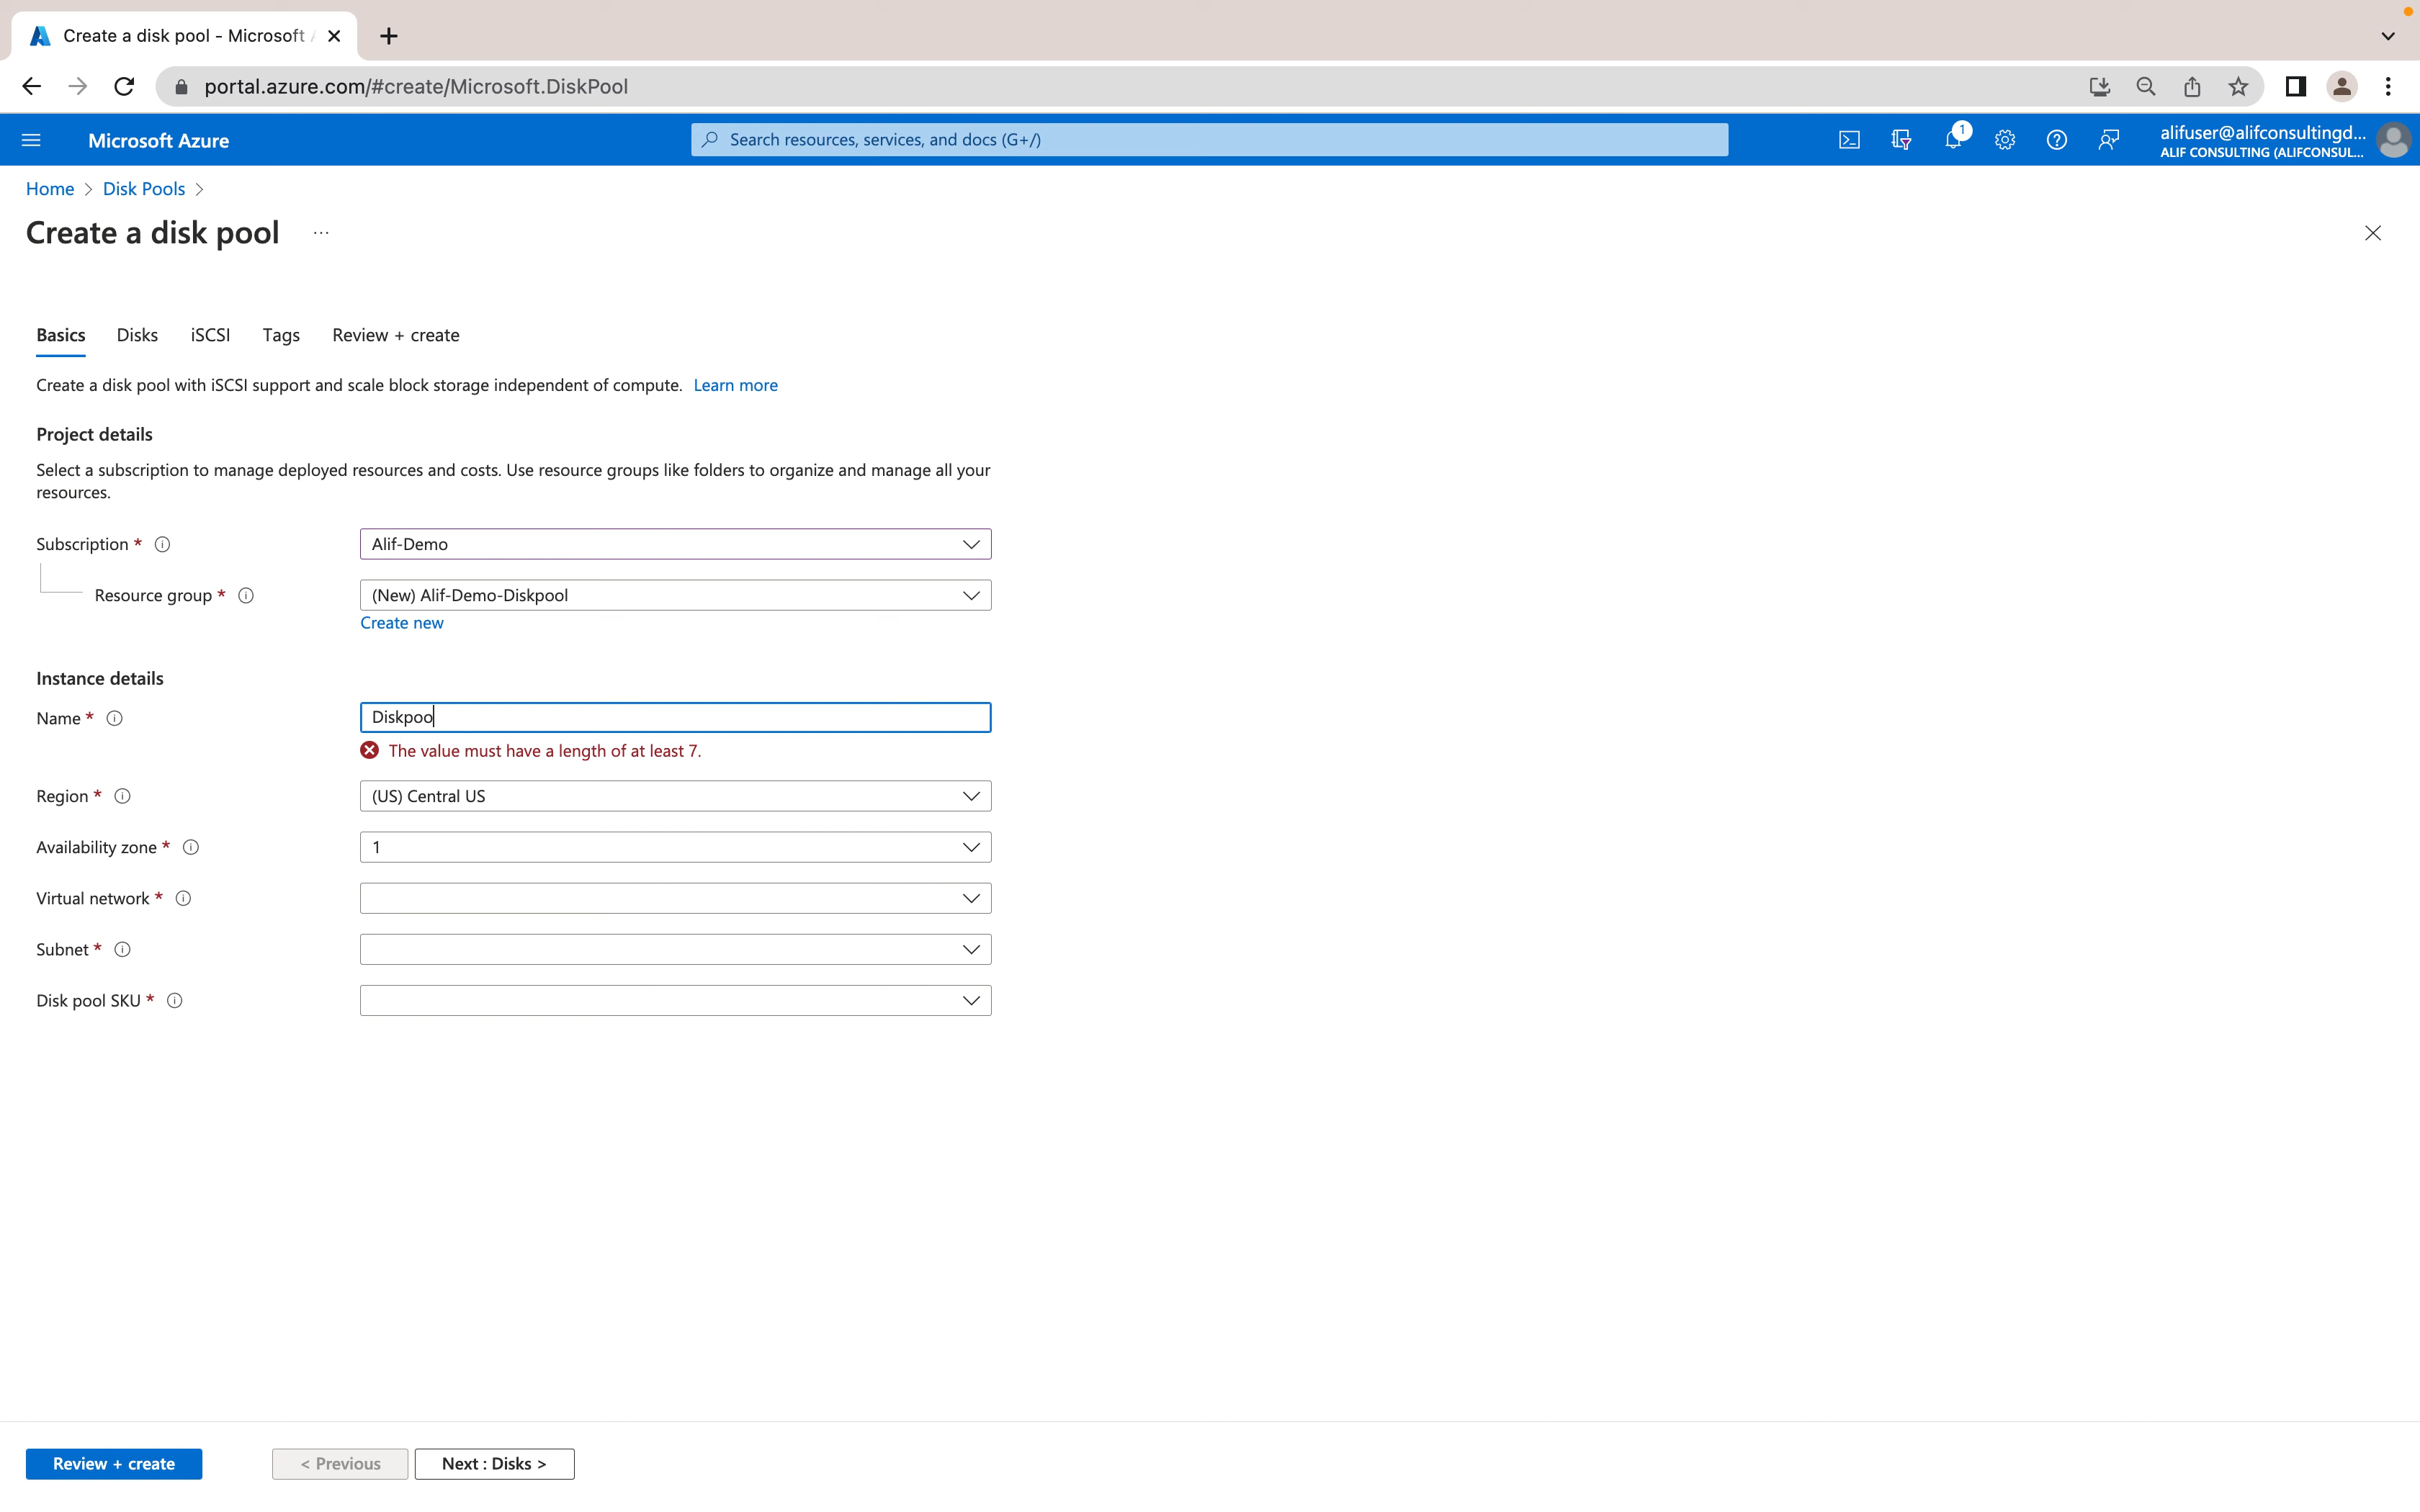 Create a disk pool - Microsoft
portal.azure.com/#create/Microsoft.DiskPool
Microsoft Azure
Search resources, services, and docs (G+/)
1
alifuser@alifconsultingd...
ALIF CONSULTING (ALIFCONSUL...
Home > Disk Pools >
Create a disk pool ...
Basics Disks iSCSI Tags Review + create
Create a disk pool with iSCSI support and scale block storage independent of compute. Learn more
Project details
Select a subscription to manage deployed resources and costs. Use resource groups like folders to organize and manage all your
resources.
Subscription * Alif-Demo
Resource group * (New) Alif-Demo-Diskpool
Create new
Instance details
Name * Diskpoo
The value must have a length of at least 7.
Region * (US) Central US
Availability zone * 1
Virtual network *
Subnet *
Disk pool SKU *
Review + create < Previous Next : Disks >